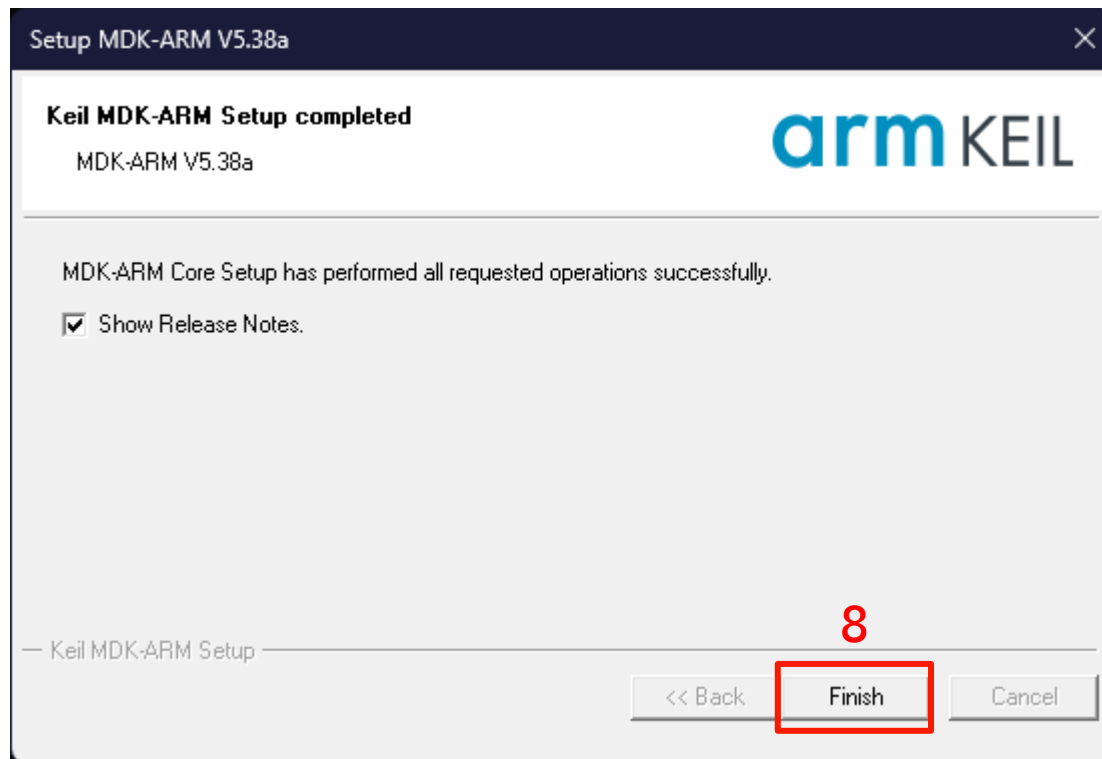 Setup MDK-ARM V5.38a
Keil MDK-ARM Setup completed
MDK-ARM V5.38a
arm KEIL
MDK-ARM Core Setup has performed all requested operations successfully.
Show Release Notes.
8
Keil MDK-ARM Setup
<< Back
Finish
Cancel